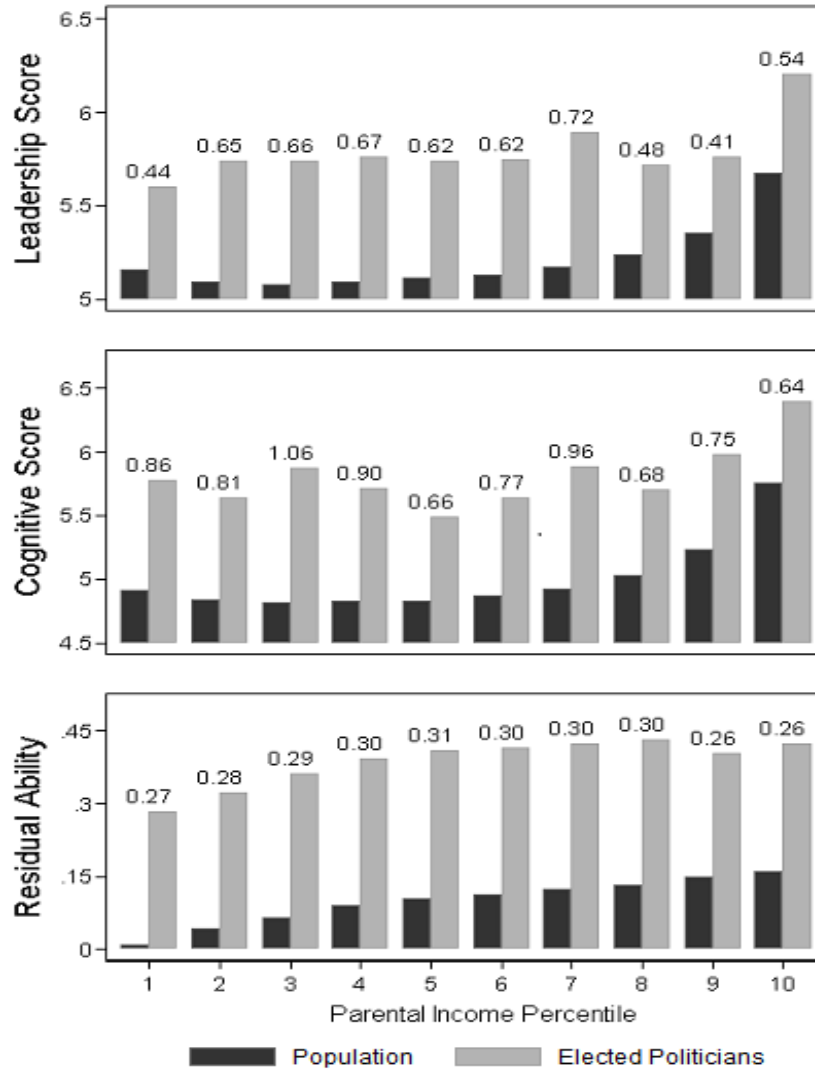 Leadership Score
6.5
6
5.5
5
0.44 0.65 0.66 0.67 0.62 0.62 0.72 0.48 0.41 0.54
Cognitive Score
6.5
6
5.5
5
4.5
0.86 0.81 1.06 0.90 0.66 0.77 0.96 0.68 0.75 0.64
Residual Ability
.45
.3
.15
0
0.27 0.28 0.29 0.30 0.31 0.30 0.30 0.30 0.26 0.26
1 2 3 4 5 6 7 8 9 10
Parental Income Percentile
Population Elected Politicians